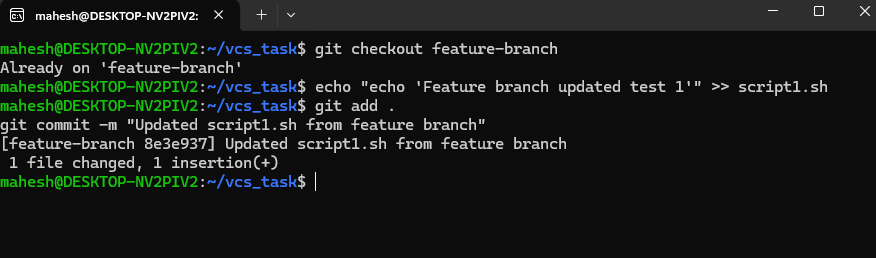 mahesh@DESKTOP-NV2PIV2:
mahesh@DESKTOP-NV2PIV2:~/vcs_task$ git checkout feature-branch
Already on 'feature-branch'
mahesh@DESKTOP-NV2PIV2:~/vcs_task$ echo "echo 'Feature branch updated test 1'" >> script1.sh
mahesh@DESKTOP-NV2PIV2:~/vcs_task$ git add .
git commit -m "Updated script1.sh from feature branch"
[feature-branch 8e3e937] Updated script1.sh from feature branch
 1 file changed, 1 insertion(+)
mahesh@DESKTOP-NV2PIV2:~/vcs_task$